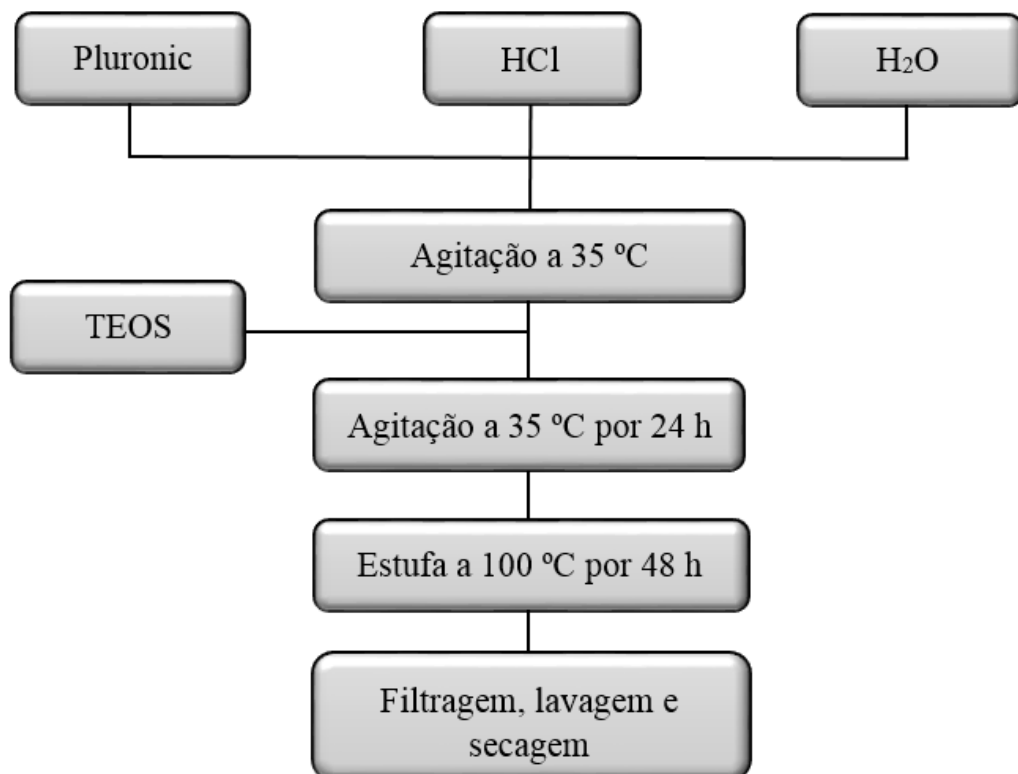 Pluronic
HCl
H₂O
Agitação a 35 ºC
TEOS
Agitação a 35 ºC por 24 h
Estufa a 100 ºC por 48 h
Filtragem, lavagem e
secagem